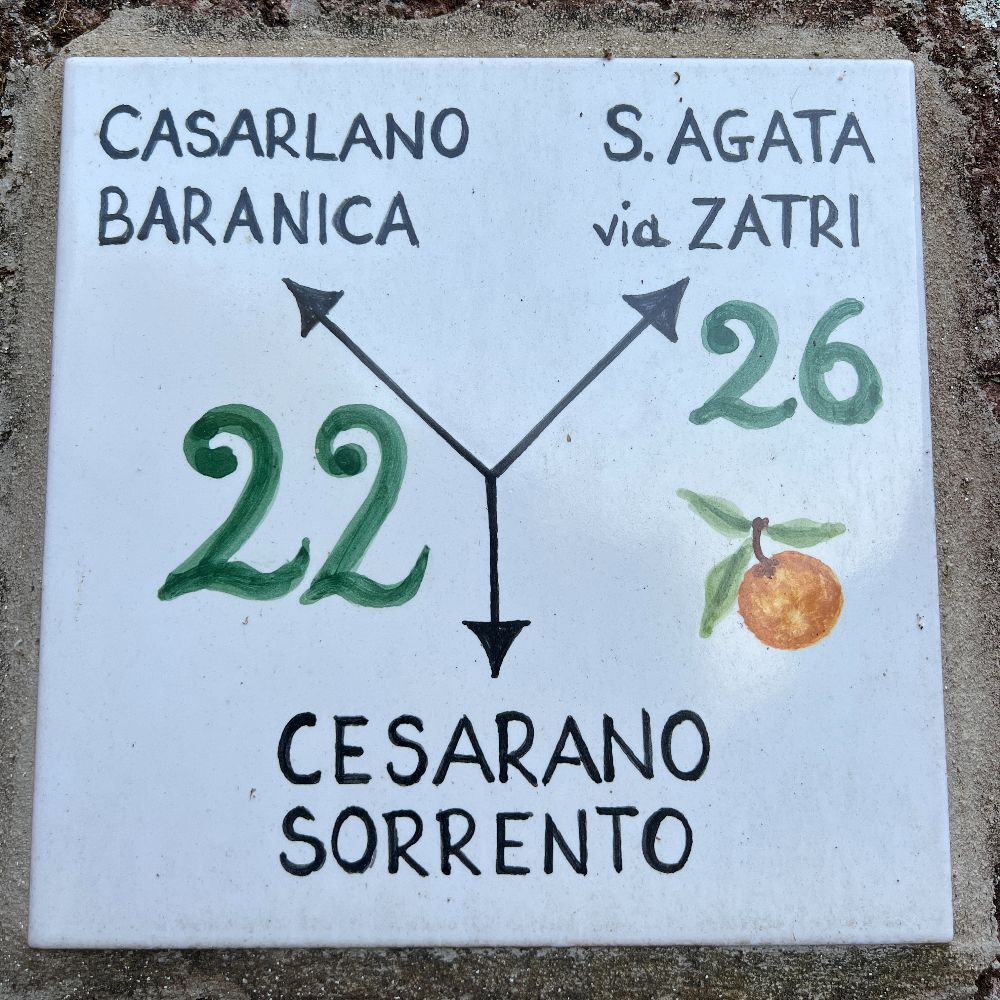 CASARLANO
BARANICA
S. AGATA
via ZATRI
26
22
CESARANO
SORRENTO